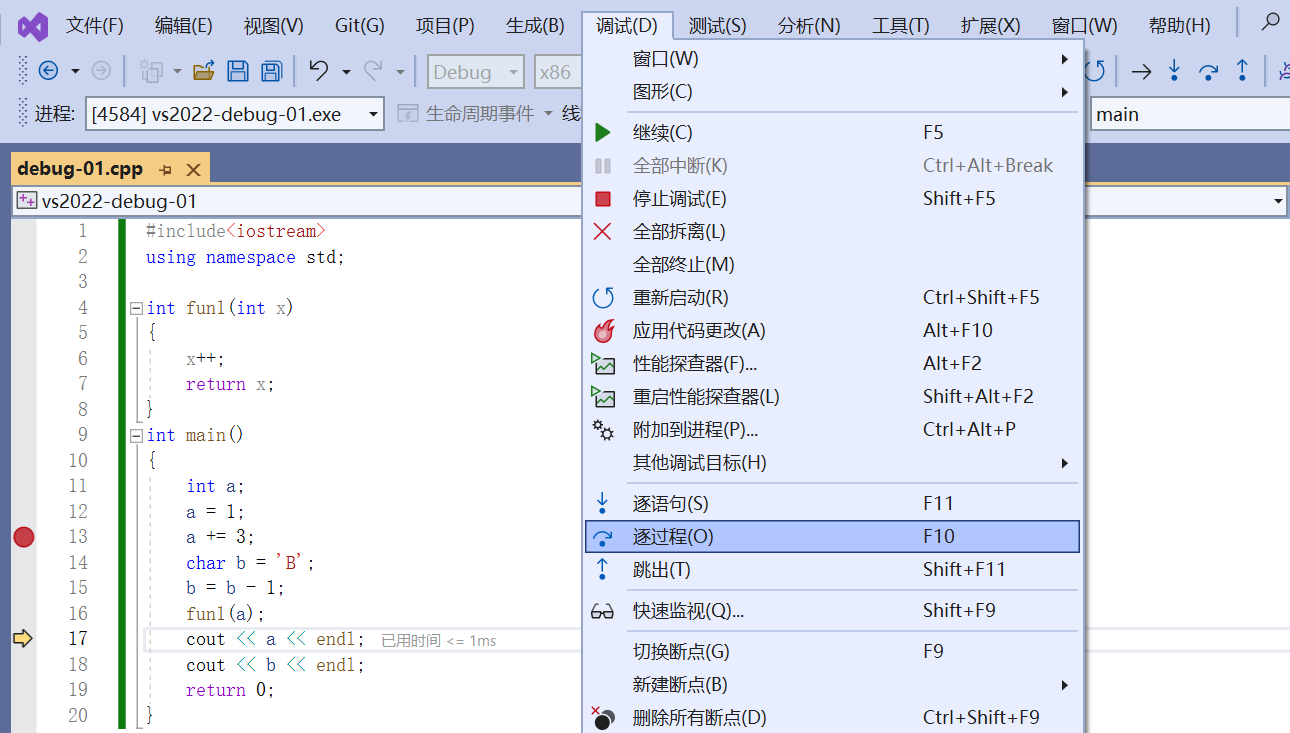 文件(F) 编辑(E) 视图(V) Git(G) 项目(P) 生成(B) 调试(D) 测试(S) 分析(N) 工具(T) 扩展(X) 窗口(W) 帮助(H)
Debug x86
进程: [4584] vs2022-debug-01.exe 生命周期事件 线 main
debug-01.cpp
vs2022-debug-01
1 #include<iostream>
2 using namespace std;
3
4 int fun1(int x)
5 {
6 x++;
7 return x;
8 }
9 int main()
10 {
11 int a;
12 a = 1;
13 a += 3;
14 char b = 'B';
15 b = b - 1;
16 fun1(a);
17 cout << a << endl; 已用时间 <= 1ms
18 cout << b << endl;
19 return 0;
20 }
窗口(W)
图形(C)
继续(C) F5
全部中断(K) Ctrl+Alt+Break
停止调试(E) Shift+F5
全部拆离(L)
全部终止(M)
重新启动(R) Ctrl+Shift+F5
应用代码更改(A) Alt+F10
性能探查器(F)... Alt+F2
重启性能探查器(L) Shift+Alt+F2
附加到进程(P)... Ctrl+Alt+P
其他调试目标(H)
逐语句(S) F11
逐过程(O) F10
跳出(T) Shift+F11
快速监视(Q)... Shift+F9
切换断点(G) F9
新建断点(B)
删除所有断点(D) Ctrl+Shift+F9